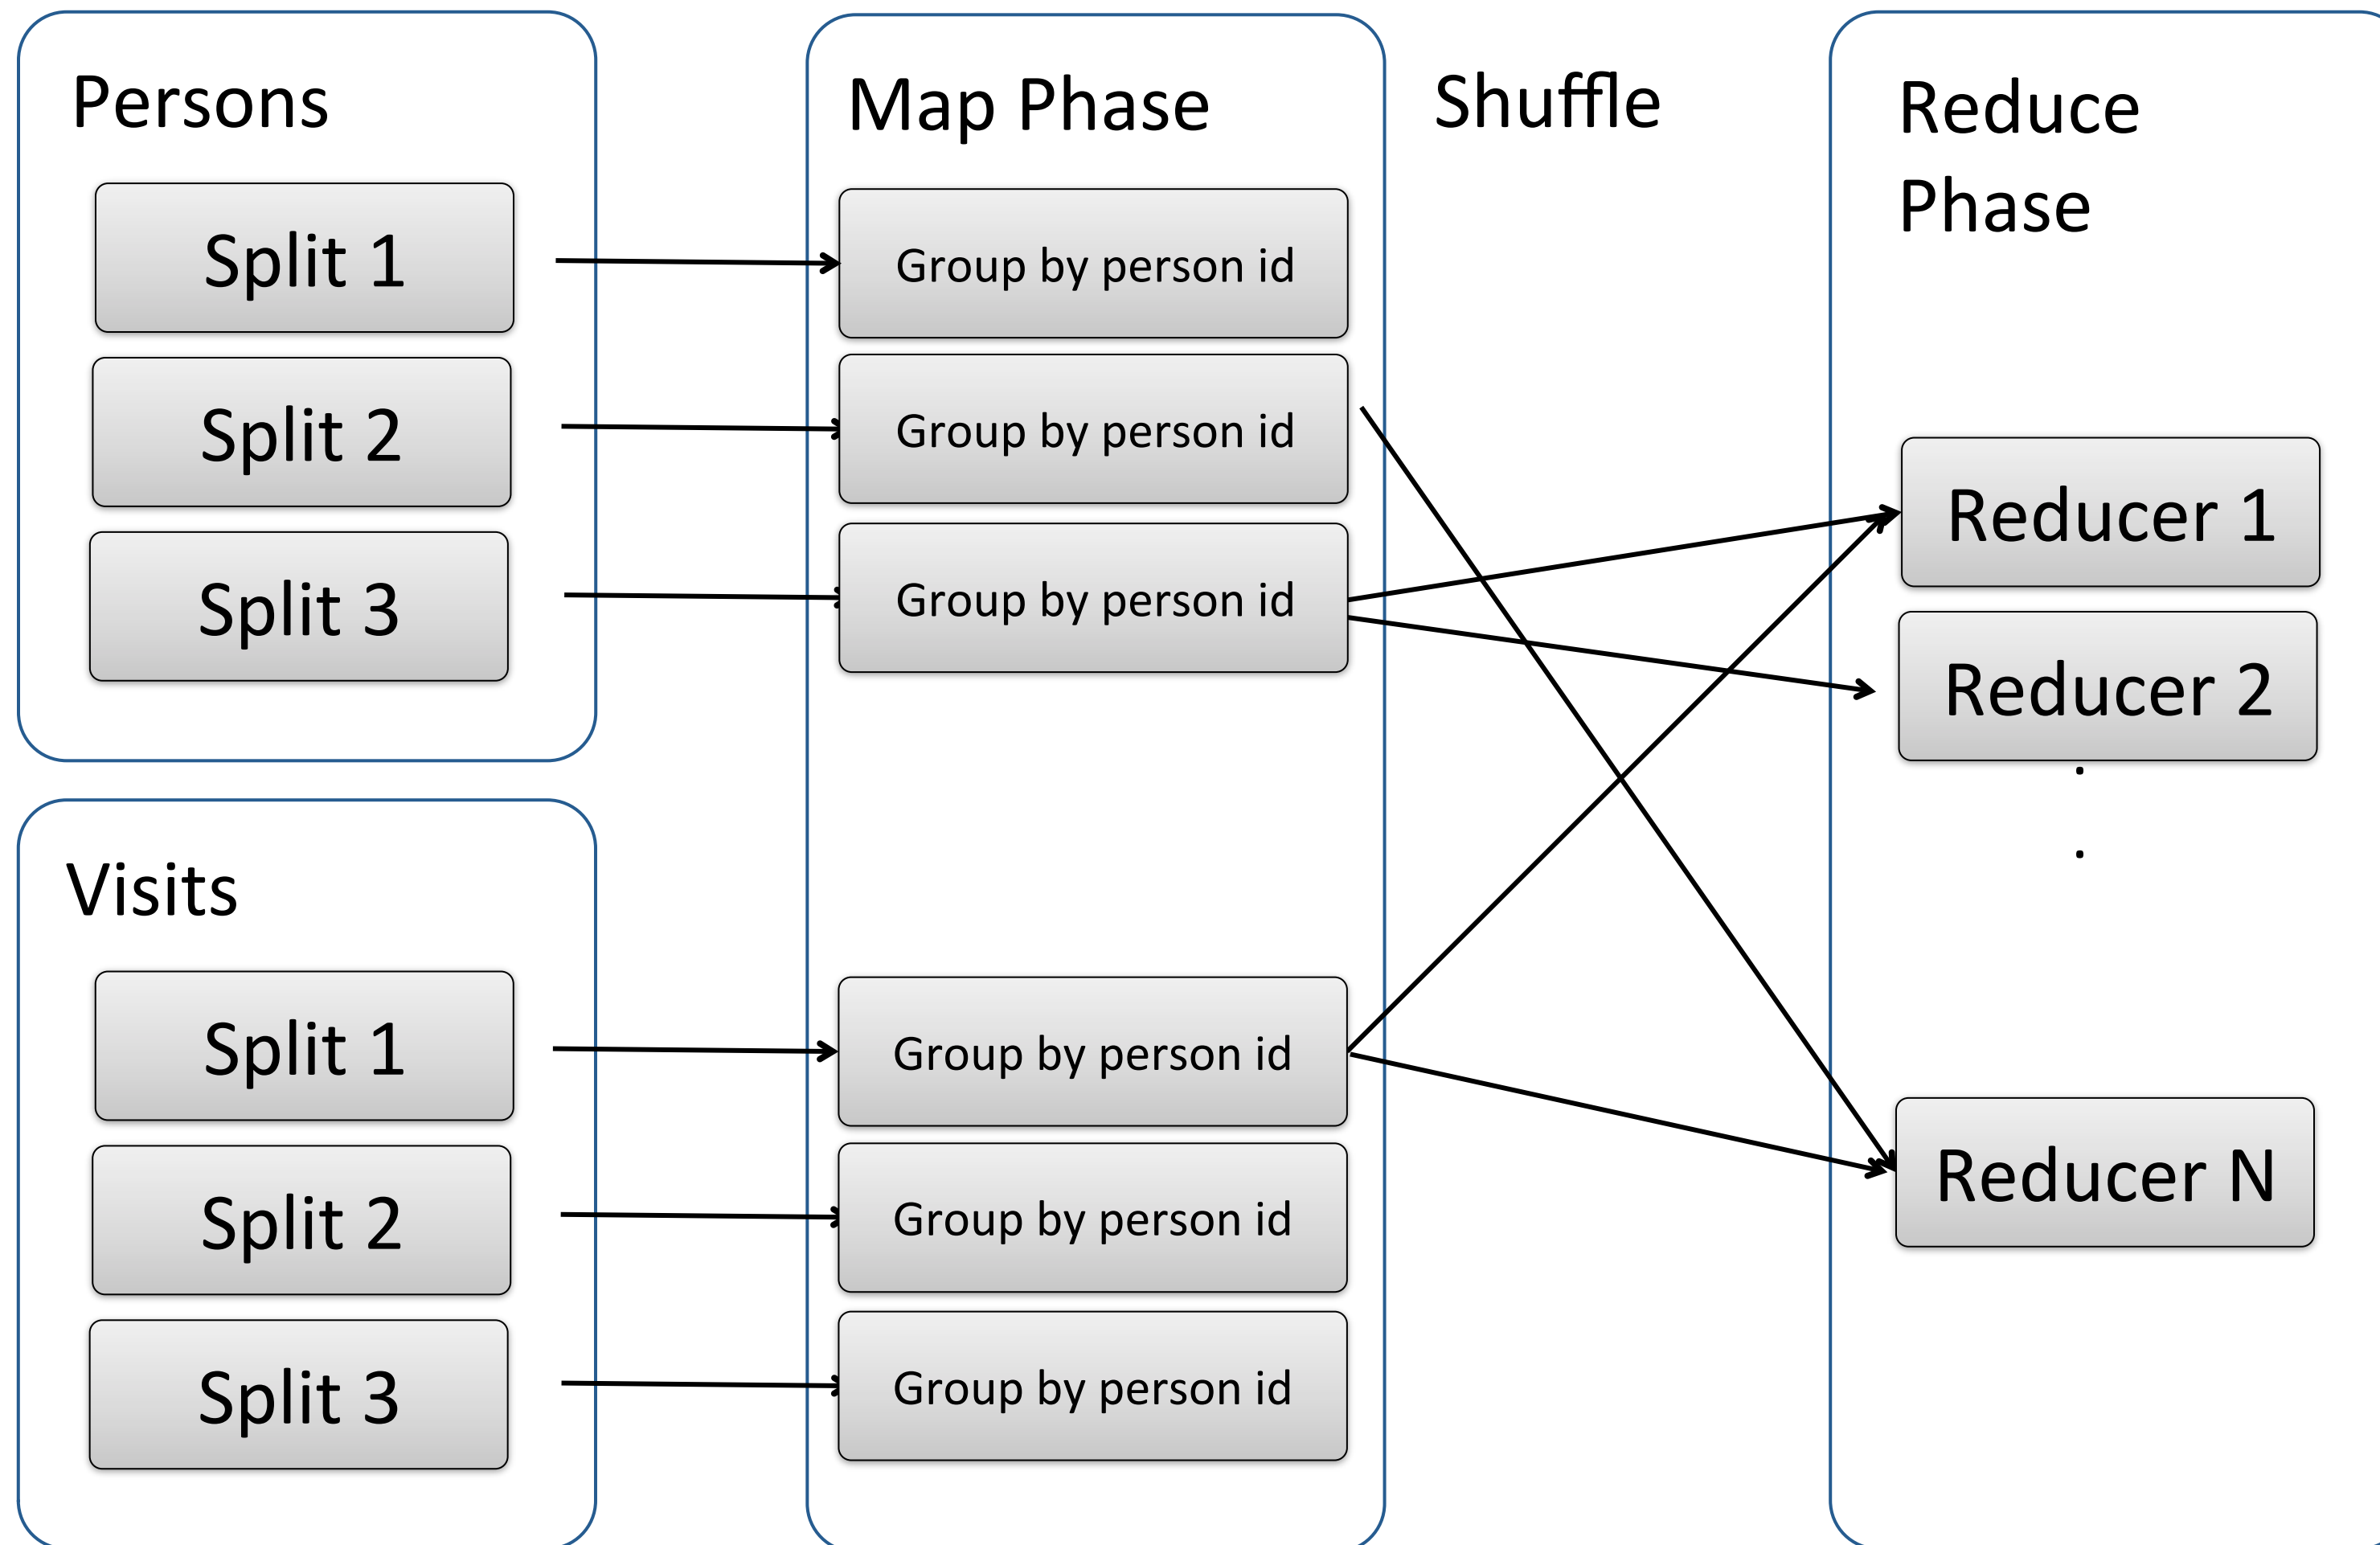 Persons
Split 1
Split 2
Split 3
Visits
Split 1
Split 2
Split 3
Map Phase
Group by person id
Group by person id
Group by person id
Group by person id
Group by person id
Group by person id
Shuffle
Reduce
Phase
Reducer 1
Reducer 2
.
.
Reducer N